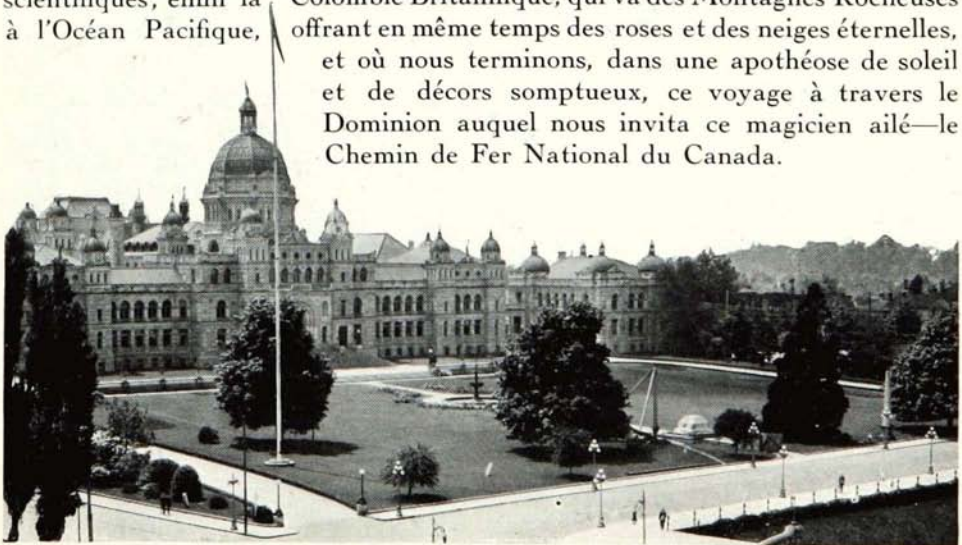 scientifiques; enfin la Colombie Britannique, qui va des Montagnes Rocheuses
à l'Océan Pacifique, offrant en même temps des roses et des neiges éternelles,
et où nous terminons, dans une apothéose de soleil
et de décors somptueux, ce voyage à travers le
Dominion auquel nous invita ce magicien ailé—le
Chemin de Fer National du Canada.